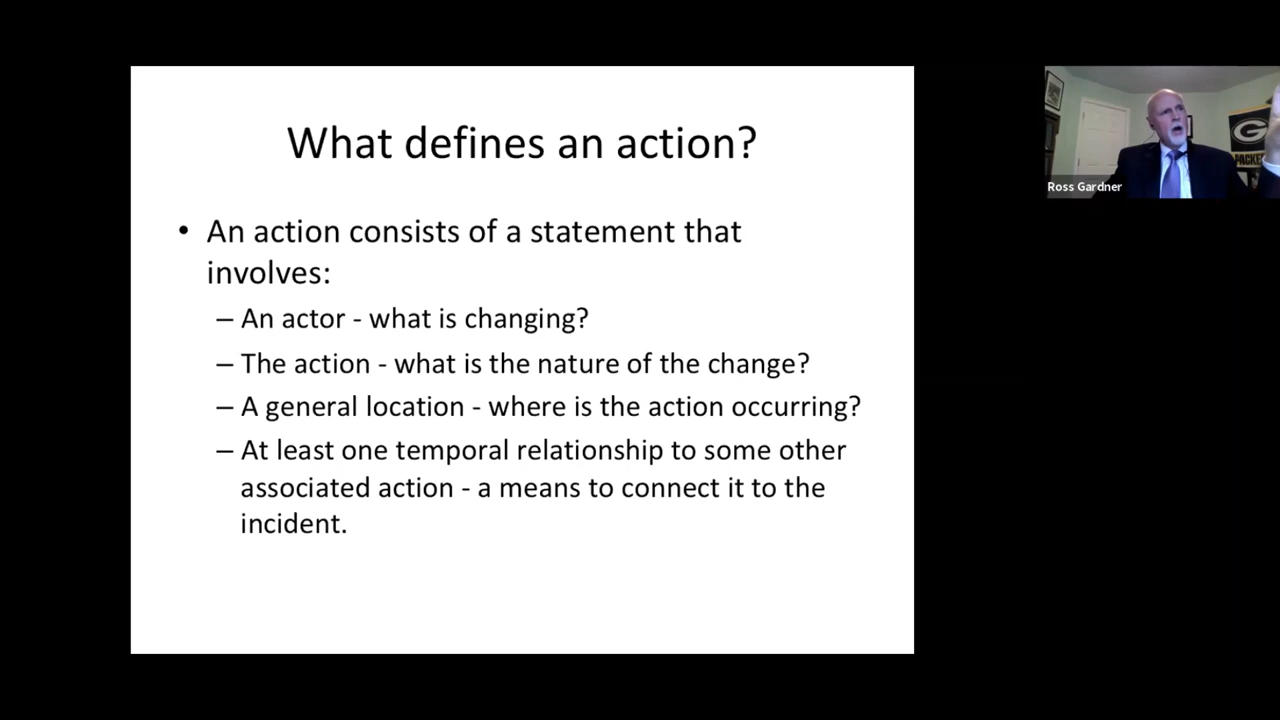 What defines an action?
• An action consists of a statement that
involves:
– An actor - what is changing?
– The action - what is the nature of the change?
– A general location - where is the action occurring?
– At least one temporal relationship to some other
associated action - a means to connect it to the
incident.
G
PACKE
Ross Gardner